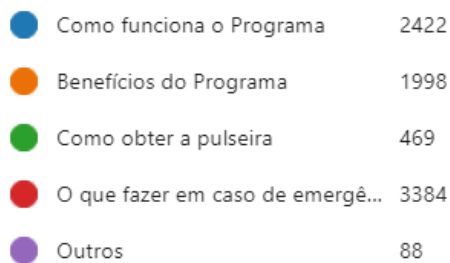 Como funciona o Programa 2422
Benefícios do Programa 1998
Como obter a pulseira 469
O que fazer em caso de emergê... 3384
Outros 88